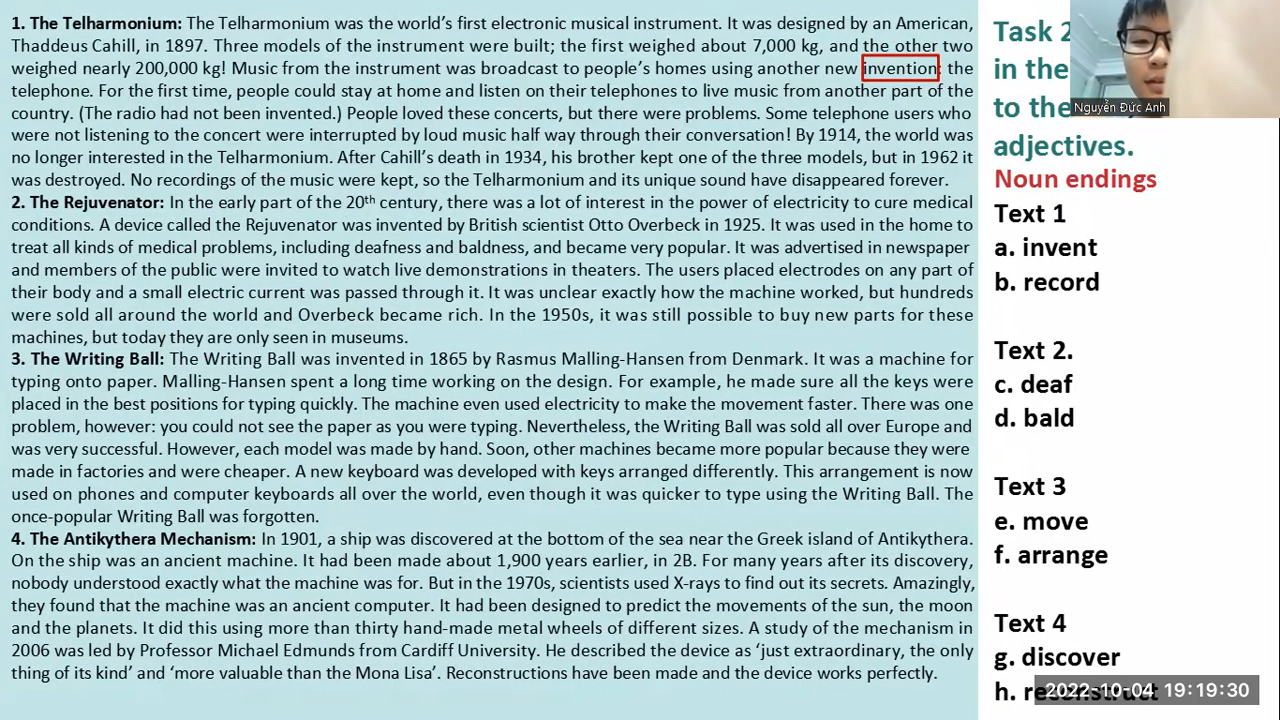 1. The Telharmonium: The Telharmonium was the world's first electronic musical instrument. It was designed by an American,
Thaddeus Cahill, in 1897. Three models of the instrument were built; the first weighed about 7,000 kg, and the other two
weighed nearly 200,000 kg! Music from the instrument was broadcast to people's homes using another new invention: the
telephone. For the first time, people could stay at home and listen on their telephones to live music from another part of the
country. (The radio had not been invented.) People loved these concerts, but there were problems. Some telephone users who
were not listening to the concert were interrupted by loud music half way through their conversation! By 1914, the world was
no longer interested in the Telharmonium. After Cahill's death in 1934, his brother kept one of the three models, but in 1962 it
was destroyed. No recordings of the music were kept, so the Telharmonium and its unique sound have disappeared forever.
2. The Rejuvenator: In the early part of the 20th century, there was a lot of interest in the power of electricity to cure medical
conditions. A device called the Rejuvenator was invented by British scientist Otto Overbeck in 1925. It was used in the home to
treat all kinds of medical problems, including deafness and baldness, and became very popular. It was advertised in newspaper
and members of the public were invited to watch live demonstrations in theaters. The users placed electrodes on any part of
their body and a small electric current was passed through it. It was unclear exactly how the machine worked, but hundreds
were sold all around the world and Overbeck became rich. In the 1950s, it was still possible to buy new parts for these
machines, but today they are only seen in museums.
3. The Writing Ball: The Writing Ball was invented in 1865 by Rasmus Malling-Hansen from Denmark. It was a machine for
typing onto paper. Malling-Hansen spent a long time working on the design. For example, he made sure all the keys were
placed in the best positions for typing quickly. The machine even used electricity to make the movement faster. There was one
problem, however: you could not see the paper as you were typing. Nevertheless, the Writing Ball was sold all over Europe and
was very successful. However, each model was made by hand. Soon, other machines became more popular because they were
made in factories and were cheaper. A new keyboard was developed with keys arranged differently. This arrangement is now
used on phones and computer keyboards all over the world, even though it was quicker to type using the Writing Ball. The
once-popular Writing Ball was forgotten.
4. The Antikythera Mechanism: In 1901, a ship was discovered at the bottom of the sea near the Greek island of Antikythera.
On the ship was an ancient machine. It had been made about 1,900 years earlier, in 2B. For many years after its discovery,
nobody understood exactly what the machine was for. But in the 1970s, scientists used X-rays to find out its secrets. Amazingly,
they found that the machine was an ancient computer. It had been designed to predict the movements of the sun, the moon
and the planets. It did this using more than thirty hand-made metal wheels of different sizes. A study of the mechanism in
2006 was led by Professor Michael Edmunds from Cardiff University. He described the device as 'just extraordinary, the only
thing of its kind' and 'more valuable than the Mona Lisa'. Reconstructions have been made and the device works perfectly.
Task 2
in the
to the
adjectives.
Noun endings
Text 1
a. invent
b. record
Text 2.
c. deaf
d. bald
Text 3
e. move
f. arrange
Text 4
g. discover
h.
Nguyễn Đức Anh
2022-10-04 19:19:30